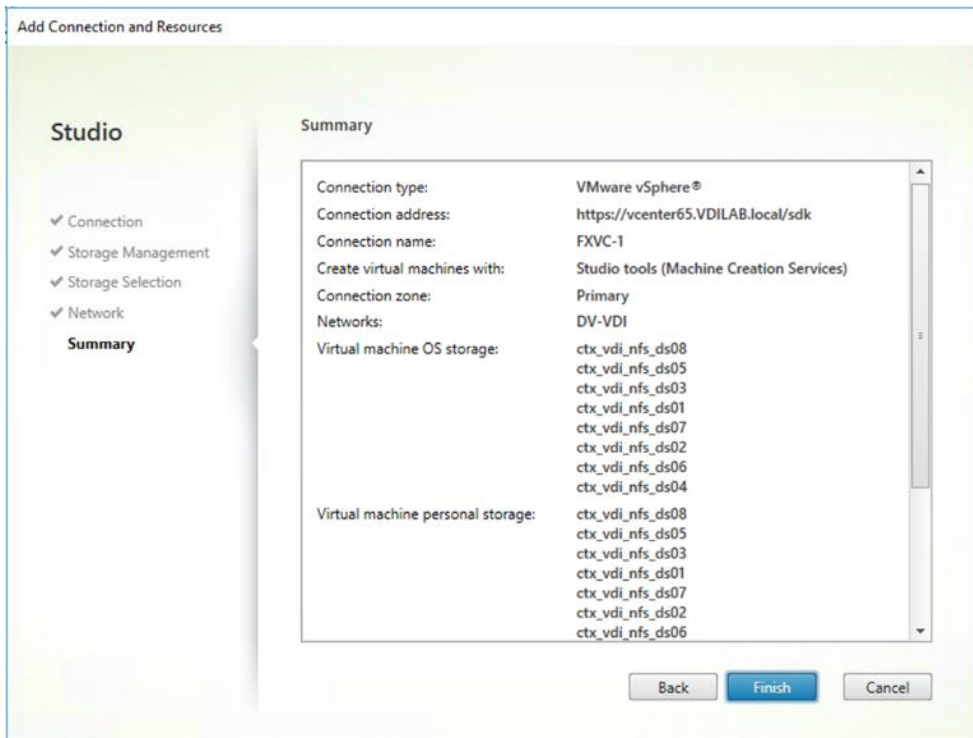 Add Connection and Resources
Studio
✔ Connection
✔ Storage Management
✔ Storage Selection
✔ Network
Summary
Summary
Connection type: VMware vSphere®
Connection address: https://vcenter65.VDILAB.local/sdk
Connection name: FXVC-1
Create virtual machines with: Studio tools (Machine Creation Services)
Connection zone: Primary
Networks: DV-VDI
Virtual machine OS storage: ctx_vdi_nfs_ds08
ctx_vdi_nfs_ds05
ctx_vdi_nfs_ds03
ctx_vdi_nfs_ds01
ctx_vdi_nfs_ds07
ctx_vdi_nfs_ds02
ctx_vdi_nfs_ds06
ctx_vdi_nfs_ds04
Virtual machine personal storage: ctx_vdi_nfs_ds08
ctx_vdi_nfs_ds05
ctx_vdi_nfs_ds03
ctx_vdi_nfs_ds01
ctx_vdi_nfs_ds07
ctx_vdi_nfs_ds02
ctx_vdi_nfs_ds06
Back Finish Cancel